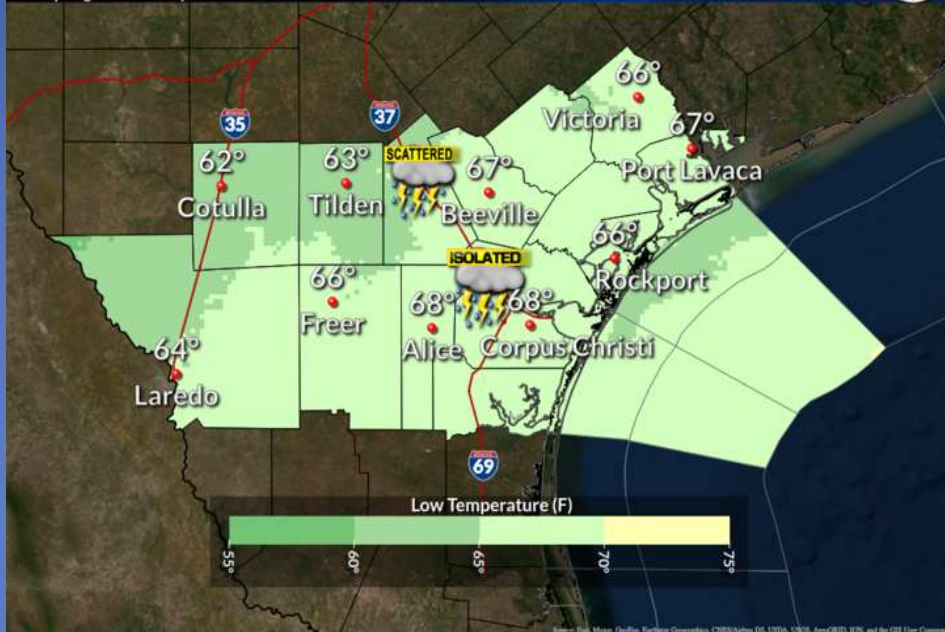 66°
Victoria
67°
Port Lavaca
35
37
SCATTERED
62°
Cotulla
63°
Tilden
67°
Beeville
ISOLATED
66°
Rockport
66°
Freer
68°
Alice
68°
Corpus Christi
64°
Laredo
69
Low Temperature (F)
55°
60°
65°
70°
75°